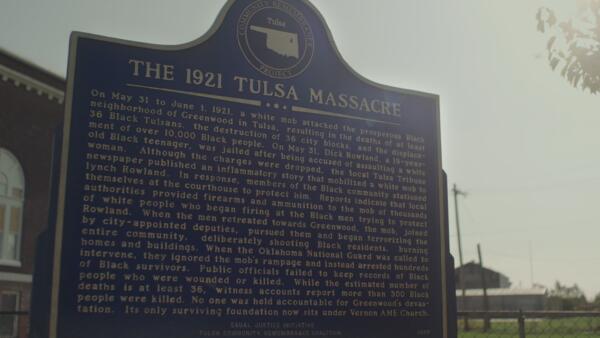 COMMUNITY REMEMBRANCE
Tulsa
PROJECT
THE 1921 TULSA MASSACRE
On May 31 to June 1, 1921, a white mob attached the prosperous Black
neighborhood of Greenwood in Tulsa, resulting in the deaths of at least
36 Black Tulsans, the destruction of 36 city blocks, and the displace-
ment of over 10,000 Black people. On May 31, Dick Rowland, a 19-year-
old Black teenager, was jailed after being accused of assaulting a white
woman. Although the charges were dropped, the local Tulsa Tribune
newspaper published an inflammatory story that mobilized a white mob to
lynch Rowland. In response, members of the Black community stationed
themselves at the courthouse to protect him. Reports indicate that local
authorities provided firearms and ammunition to the mob of thousands
of white people who began firing at the Black men trying to protect
Rowland. When the men retreated towards Greenwood, the mob, joined
by city-appointed deputies, pursued them and began terrorizing the
entire community, deliberately shooting Black residents, burning
homes and buildings. When the Oklahoma National Guard was called to
intervene, they ignored the mob's rampage and instead arrested hundreds
of Black survivors. Public officials failed to keep records of Black
people who were wounded or killed. While the estimated number of
deaths is at least 36, witness accounts report more than 300 Black
people were killed. No one was held accountable for Greenwood's devas-
tation. Its only surviving foundation now sits under Vernon AME Church.
EQUAL JUSTICE INITIATIVE
TULSA COMMUNITY REMEMBRANCE COALITION